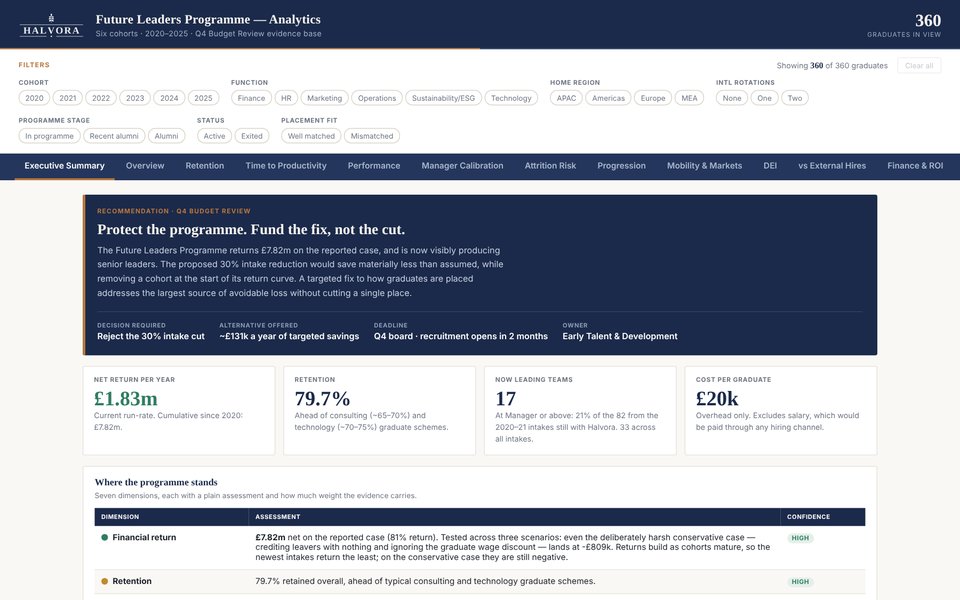 HALVORA
Future Leaders Programme — Analytics
Six cohorts · 2020–2025 · Q4 Budget Review evidence base
360
GRADUATES IN VIEW
FILTERS
Showing 360 of 360 graduates
Clear all
COHORT
2020 2021 2022 2023 2024 2025
FUNCTION
Finance HR Marketing Operations Sustainability/ESG Technology
HOME REGION
APAC Americas Europe MEA
INTL ROTATIONS
None One Two
PROGRAMME STAGE
In programme Recent alumni Alumni
STATUS
Active Exited
PLACEMENT FIT
Well matched Mismatched
Executive Summary Overview Retention Time to Productivity Performance Manager Calibration Attrition Risk Progression Mobility & Markets DEI vs External Hires Finance & ROI
RECOMMENDATION · Q4 BUDGET REVIEW
Protect the programme. Fund the fix, not the cut.
The Future Leaders Programme returns £7.82m on the reported case, and is now visibly producing
senior leaders. The proposed 30% intake reduction would save materially less than assumed, while
removing a cohort at the start of its return curve. A targeted fix to how graduates are placed
addresses the largest source of avoidable loss without cutting a single place.
DECISION REQUIRED
Reject the 30% intake cut
ALTERNATIVE OFFERED
~£131k a year of targeted savings
DEADLINE
Q4 board · recruitment opens in 2 months
OWNER
Early Talent & Development
NET RETURN PER YEAR
£1.83m
Current run-rate. Cumulative since 2020:
£7.82m.
RETENTION
79.7%
Ahead of consulting (~65–70%) and
technology (~70–75%) graduate schemes.
NOW LEADING TEAMS
17
At Manager or above: 21% of the 82 from the
2020–21 intakes still with Halvora. 33 across
all intakes.
COST PER GRADUATE
£20k
Overhead only. Excludes salary, which would
be paid through any hiring channel.
Where the programme stands
Seven dimensions, each with a plain assessment and how much weight the evidence carries.
DIMENSION ASSESSMENT CONFIDENCE
Financial return
£7.82m net on the reported case (81% return). Tested across three scenarios: even the deliberately harsh conservative case —
crediting leavers with nothing and ignoring the graduate wage discount — lands at -£809k. Returns build as cohorts mature, so the
newest intakes return the least; on the conservative case they are still negative.
HIGH
Retention
79.7% retained overall, ahead of typical consulting and technology graduate schemes.
HIGH